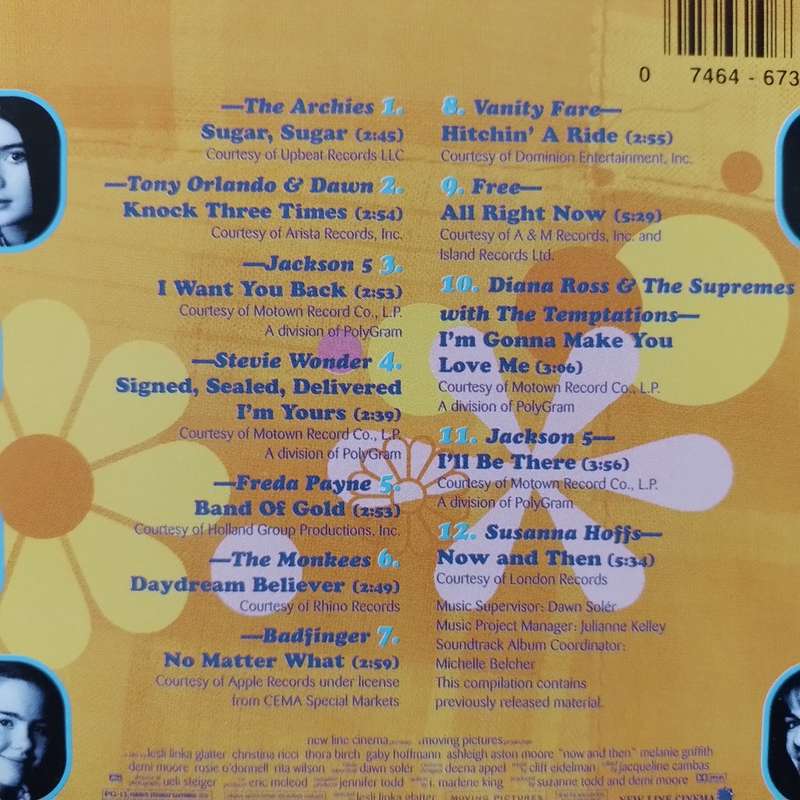 0 7464 - 673
—The Archies 1.
Sugar, Sugar (2:45)
Courtesy of Upbeat Records LLC
—Tony Orlando & Dawn 2.
Knock Three Times (2:54)
Courtesy of Arista Records, Inc.
—Jackson 5 3.
I Want You Back (2:53)
Courtesy of Motown Record Co., L.P.
A division of PolyGram
—Stevie Wonder 4.
Signed, Sealed, Delivered
I'm Yours (2:39)
Courtesy of Motown Record Co., L.P.
A division of PolyGram
—Freda Payne 5.
Band Of Gold (2:53)
Courtesy of Holland Group Productions, Inc.
—The Monkees 6.
Daydream Believer (2:49)
Courtesy of Rhino Records
—Badfinger 7.
No Matter What (2:59)
Courtesy of Apple Records under license
from CEMA Special Markets
8. Vanity Fare—
Hitchin' A Ride (2:55)
Courtesy of Dominion Entertainment, Inc.
9. Free—
All Right Now (5:29)
Courtesy of A & M Records, Inc. and
Island Records Ltd.
10. Diana Ross & The Supremes
with The Temptations—
I'm Gonna Make You
Love Me (3:06)
Courtesy of Motown Record Co., L.P.
A division of PolyGram
11. Jackson 5—
I'll Be There (3:56)
Courtesy of Motown Record Co., L.P.
A division of PolyGram
12. Susanna Hoffs—
Now and Then (5:34)
Courtesy of London Records
Music Supervisor: Dawn Solér
Music Project Manager: Julianne Kelley
Soundtrack Album Coordinator:
Michelle Belcher
This compilation contains
previously released material.
new line cinema moving pictures
lesli linka glatter christina ricci thora birch gaby hoffmann ashleigh aston moore "now and then" melanie griffith
demi moore rosie o'donnell rita wilson dawn solér deena appel cliff eidelman jacqueline cambas
ueli steiger eric mcleod jennifer todd i. marlene king suzanne todd and demi moore
PG-13 lesli linka glatter MOVING PICTURES NEW LINE CINEMA